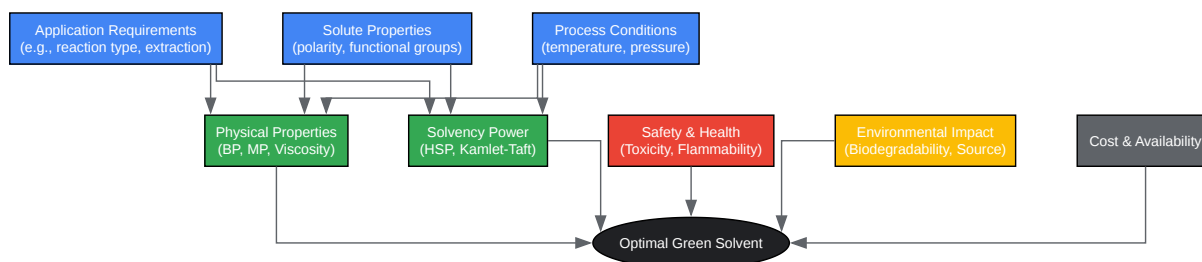 Application Requirements
(e.g., reaction type, extraction)
Solute Properties
(polarity, functional groups)
Process Conditions
(temperature, pressure)
Physical Properties
(BP, MP, Viscosity)
Solvency Power
(HSP, Kamlet-Taft)
Safety & Health
(Toxicity, Flammability)
Environmental Impact
(Biodegradability, Source)
Cost & Availability
Optimal Green Solvent